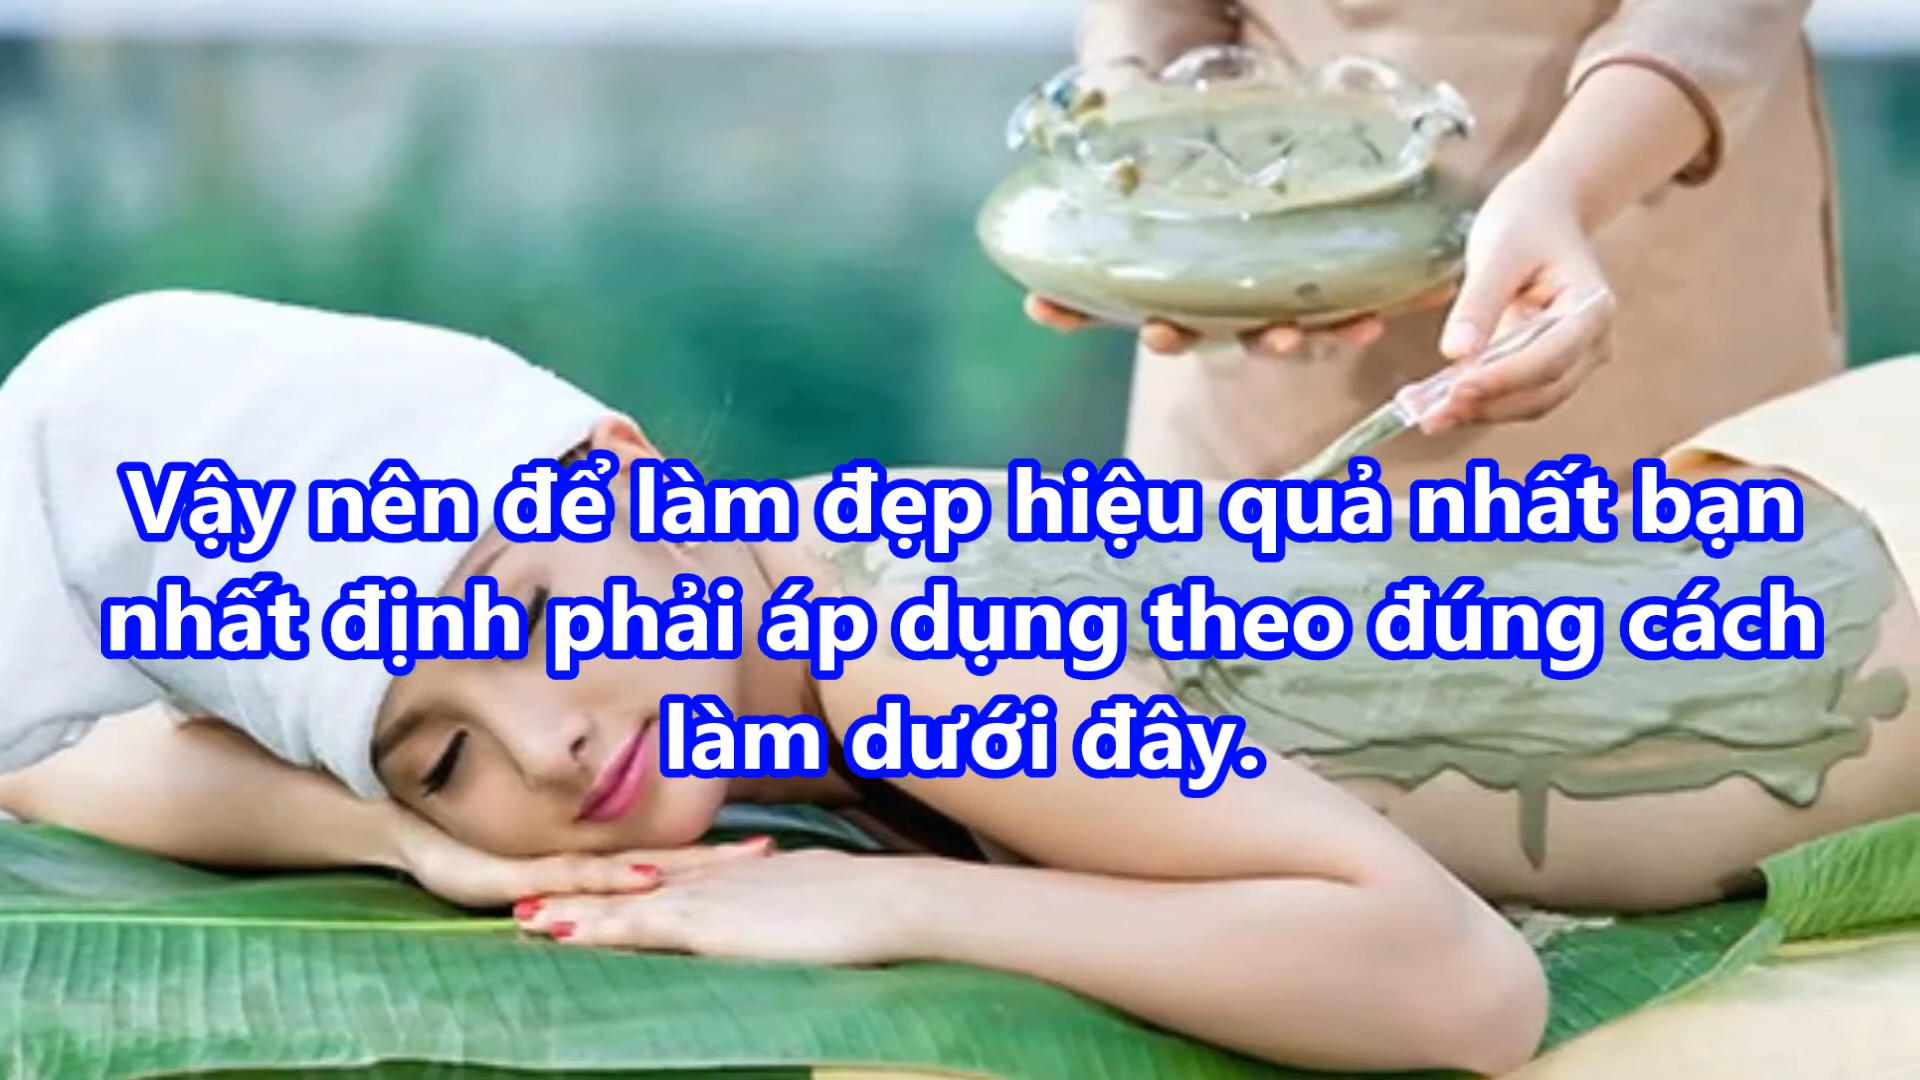 Vậy nên để làm đẹp hiệu quả nhất bạn
nhất định phải áp dụng theo đúng cách
làm dưới đây.